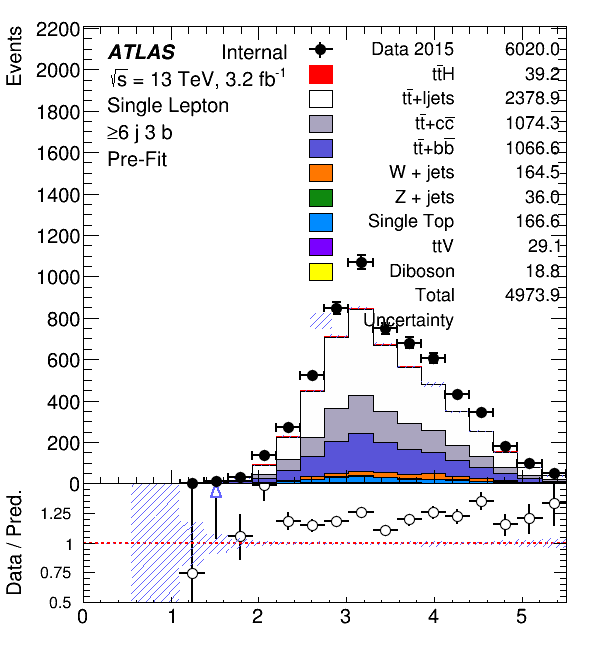 ATLAS Internal
√s = 13 TeV, 3.2 fb⁻¹
Single Lepton
≥6 j 3 b
Pre-Fit
Data 2015 6020.0
tt̄H 39.2
tt̄+ljets 2378.9
tt̄+cc̄ 1074.3
tt̄+bb̄ 1066.6
W + jets 164.5
Z + jets 36.0
Single Top 166.6
ttV 29.1
Diboson 18.8
Total 4973.9
Uncertainty
Events
2200
2000
1800
1600
1400
1200
1000
800
600
400
200
0
Data / Pred.
1.25
1
0.75
0.5
0 1 2 3 4 5